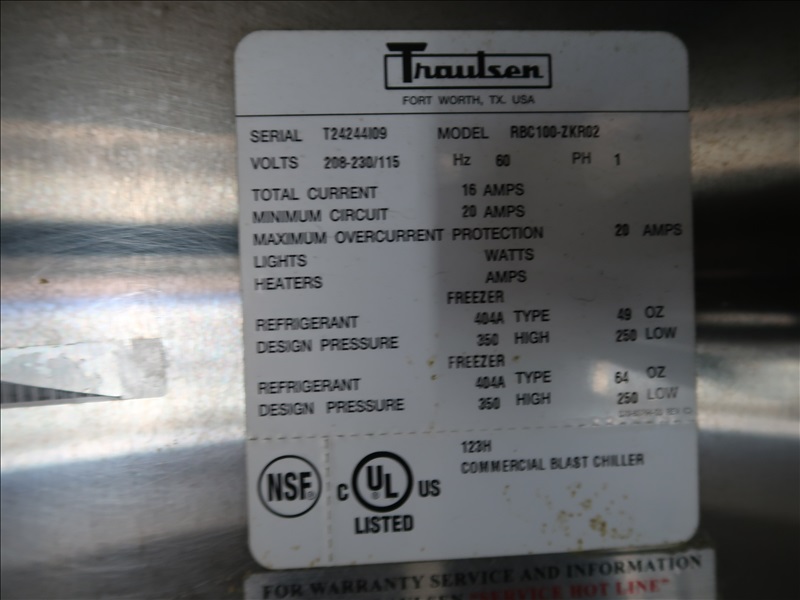 Traulsen
FORT WORTH, TX. USA
SERIAL T24244I09 MODEL RBC100-ZKR02
VOLTS 208-230/115 Hz 60 PH 1
TOTAL CURRENT 16 AMPS
MINIMUM CIRCUIT 20 AMPS
MAXIMUM OVERCURRENT PROTECTION 20 AMPS
LIGHTS WATTS
HEATERS AMPS
FREEZER
REFRIGERANT 404A TYPE 49 OZ
DESIGN PRESSURE 350 HIGH 250 LOW
FREEZER
REFRIGERANT 404A TYPE 64 OZ
DESIGN PRESSURE 350 HIGH 250 LOW
123H
COMMERCIAL BLAST CHILLER
NSF®
C UL® US
LISTED
FOR WARRANTY SERVICE AND INFORMATION
"SERVICE HOT LINE"